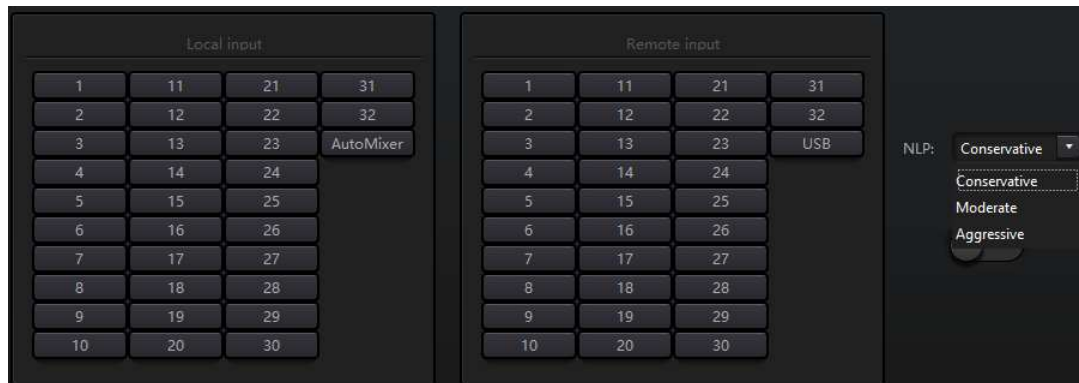 Local input
1 11 21 31
2 12 22 32
3 13 23 AutoMixer
4 14 24
5 15 25
6 16 26
7 17 27
8 18 28
9 19 29
10 20 30
Remote input
1 11 21 31
2 12 22 32
3 13 23 USB
4 14 24
5 15 25
6 16 26
7 17 27
8 18 28
9 19 29
10 20 30
NLP: Conservative
Conservative
Moderate
Aggressive